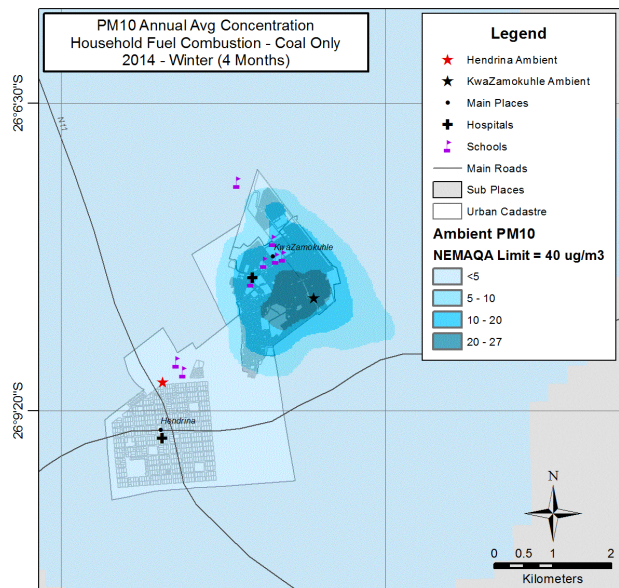 PM10 Annual Avg Concentration
Household Fuel Combustion - Coal Only
2014 - Winter (4 Months)
Legend
Hendrina Ambient
KwaZamokuhle Ambient
Main Places
Hospitals
Schools
Main Roads
Sub Places
Urban Cadastre
Ambient PM10
NEMAQA Limit = 40 ug/m3
<5
5 - 10
10 - 20
20 - 27
26°6'30"S
N11
KwaZamokuhle
26°9'20"S
Hendrina
N
0 0.5 1 2
Kilometers